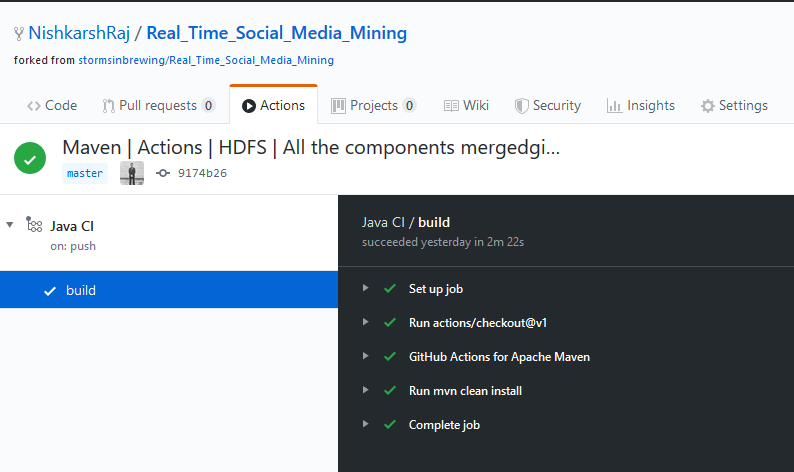 NishkarshRaj / Real_Time_Social_Media_Mining
forked from stormsinbrewing/Real_Time_Social_Media_Mining
Code Pull requests 0 Actions Projects 0 Wiki Security Insights Settings
Maven | Actions | HDFS | All the components mergedgi...
master 9174b26
Java CI
on: push
build
Java CI / build
succeeded yesterday in 2m 22s
Set up job
Run actions/checkout@v1
GitHub Actions for Apache Maven
Run mvn clean install
Complete job